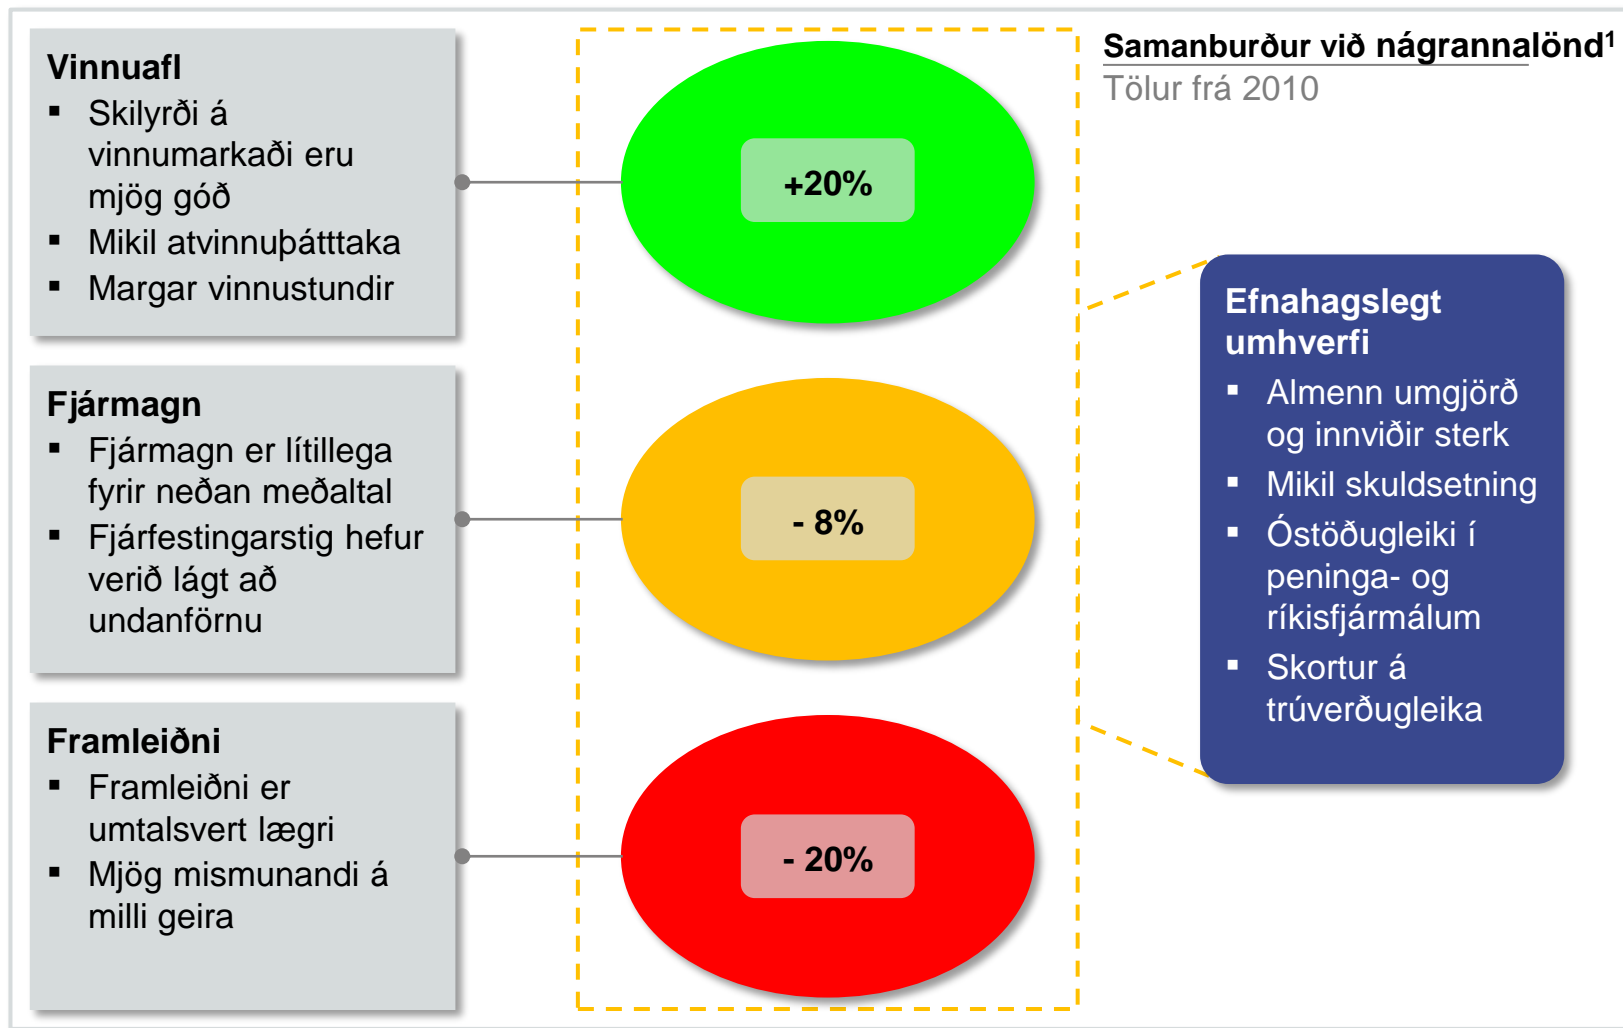 Samanburður við nágrannalönd¹
Tölur frá 2010
Vinnuafl
▪ Skilyrði á
vinnumarkaði eru
mjög góð
▪ Mikil atvinnuþátttaka
▪ Margar vinnustundir
+20%
Fjármagn
▪ Fjármagn er lítillega
fyrir neðan meðaltal
▪ Fjárfestingarstig hefur
verið lágt að
undanförnu
- 8%
Framleiðni
▪ Framleiðni er
umtalsvert lægri
▪ Mjög mismunandi á
milli geira
- 20%
Efnahagslegt
umhverfi
▪ Almenn umgjörð
og innviðir sterk
▪ Mikil skuldsetning
▪ Óstöðugleiki í
peninga- og
ríkisfjármálum
▪ Skortur á
trúverðugleika